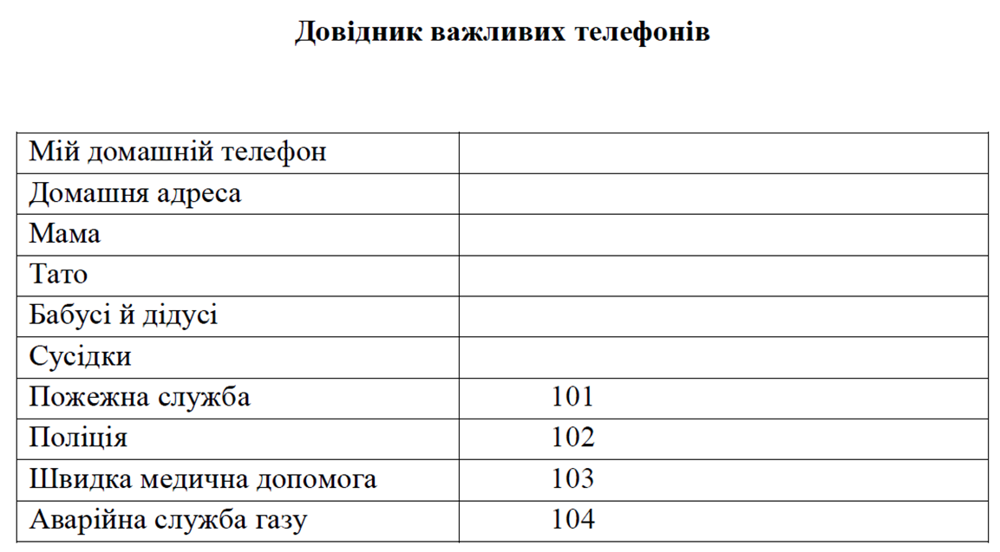 Довідник важливих телефонів
Мій домашній телефон
Домашня адреса
Мама
Тато
Бабусі й дідусі
Сусідки
Пожежна служба 101
Поліція 102
Швидка медична допомога 103
Аварійна служба газу 104